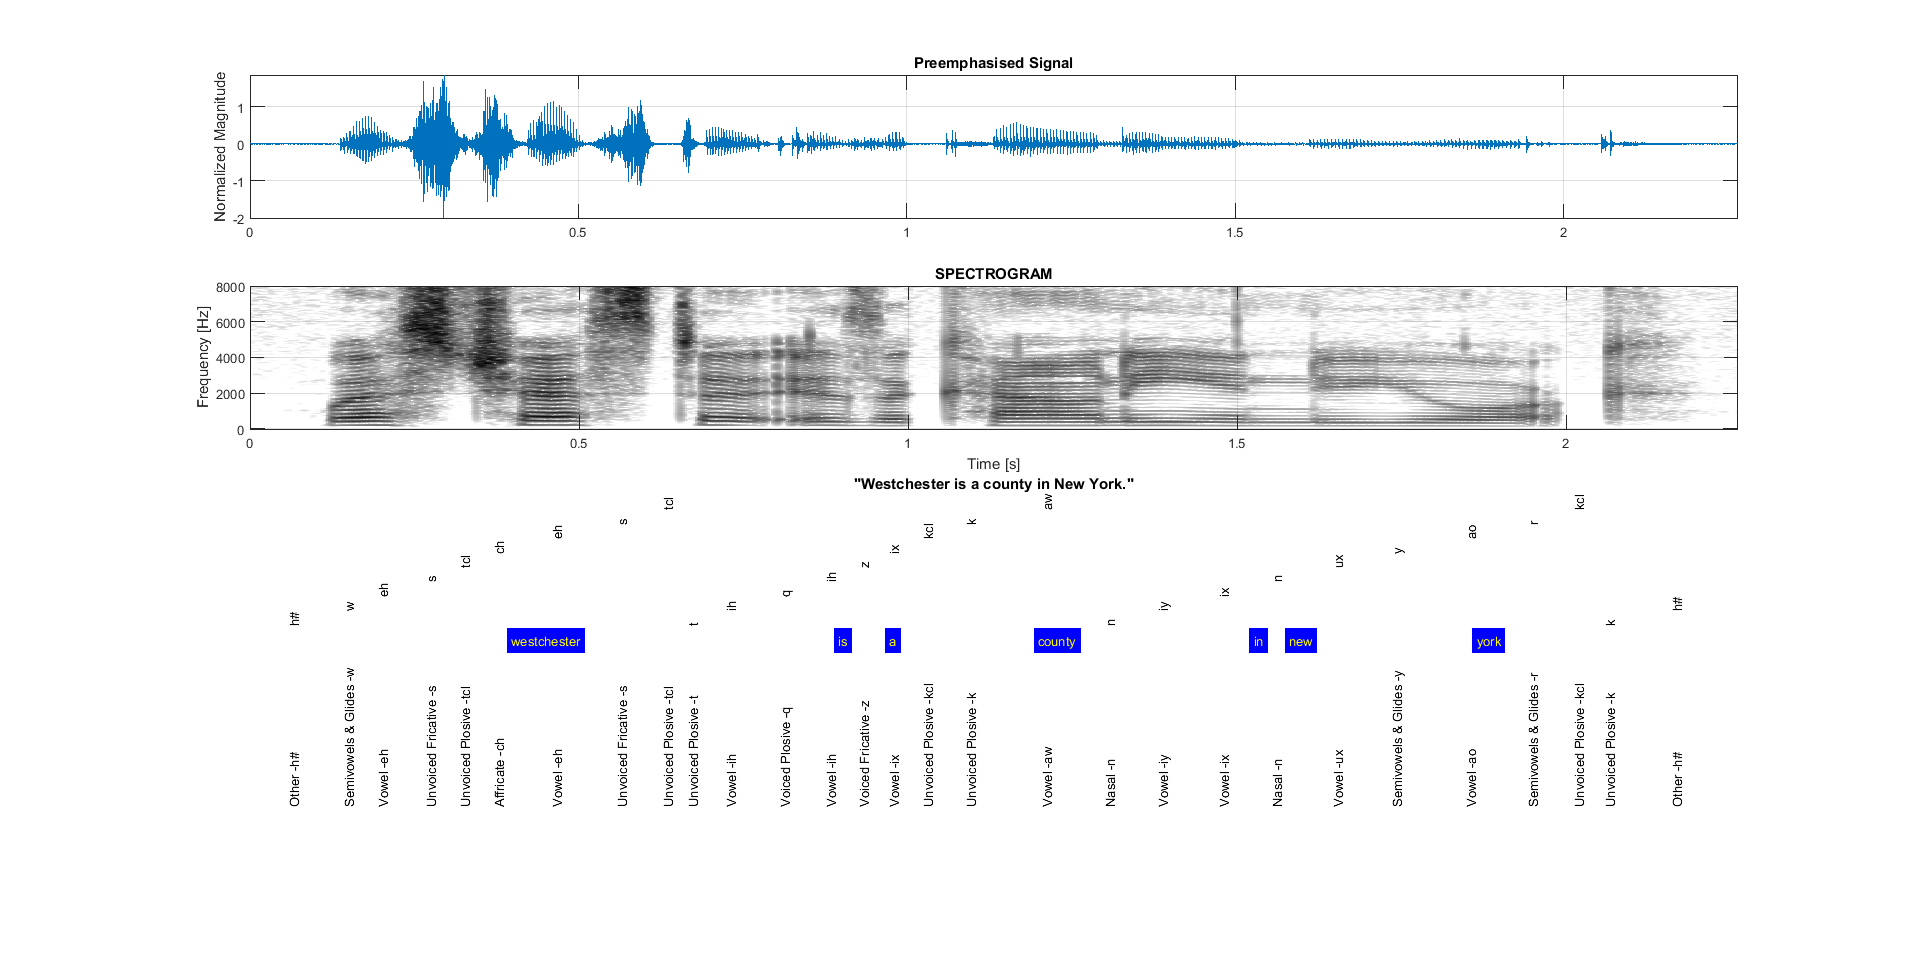 Preemphasised Signal
Normalized Magnitude
1
0
-1
-2
0 0.5 1 1.5 2
SPECTROGRAM
Frequency [Hz]
8000
6000
4000
2000
0
0 0.5 1 1.5 2
Time [s]
"Westchester is a county in New York."
h# w eh s tcl ch eh s tcl t ih q ih z ix kcl k aw n iy ix n ux y ao r kcl k h#
westchester is a county in new york
Other -h#
Semivowels & Glides -w
Vowel -eh
Unvoiced Fricative -s
Unvoiced Plosive -tcl
Affricate -ch
Vowel -eh
Unvoiced Fricative -s
Unvoiced Plosive -tcl
Unvoiced Plosive -t
Vowel -ih
Voiced Plosive -q
Vowel -ih
Voiced Fricative -z
Vowel -ix
Unvoiced Plosive -kcl
Unvoiced Plosive -k
Vowel -aw
Nasal -n
Vowel -iy
Vowel -ix
Nasal -n
Vowel -ux
Semivowels & Glides -y
Vowel -ao
Semivowels & Glides -r
Unvoiced Plosive -kcl
Unvoiced Plosive -k
Other -h#